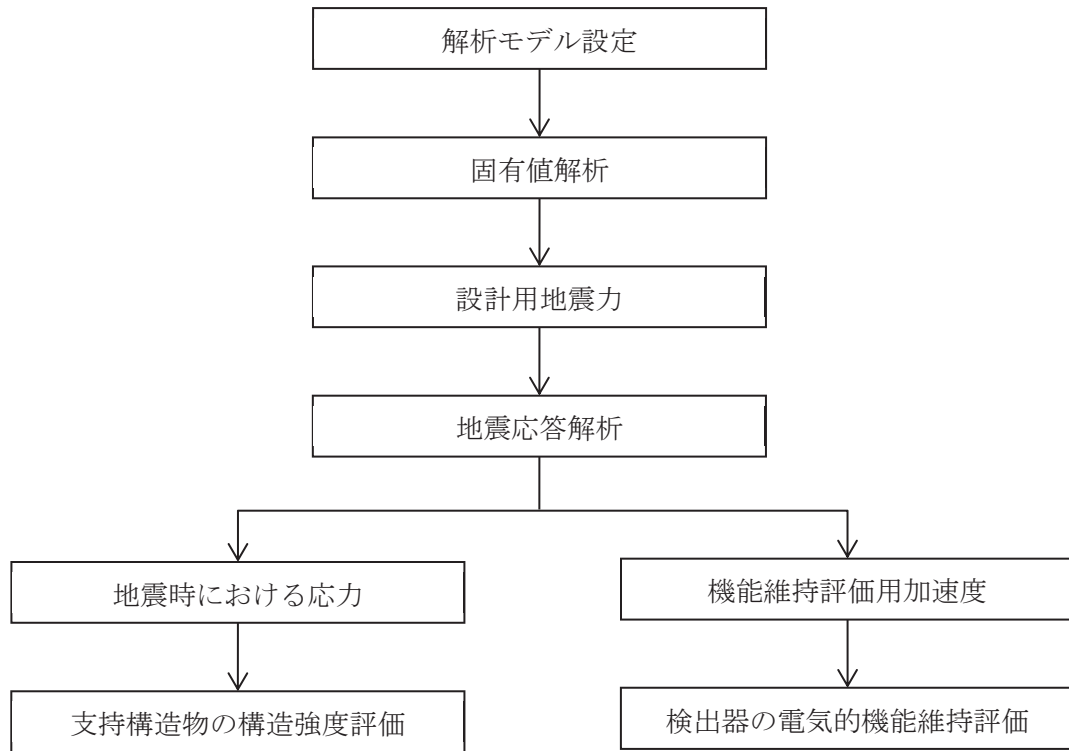 解析モデル設定
固有値解析
設計用地震力
地震応答解析
地震時における応力
機能維持評価用加速度
支持構造物の構造強度評価
検出器の電気的機能維持評価